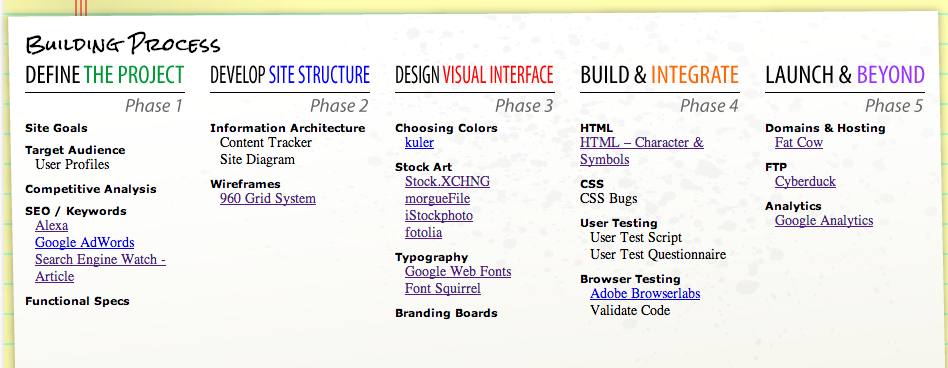 Building Process
DEFINE THE PROJECT
Phase 1
Site Goals
Target Audience
User Profiles
Competitive Analysis
SEO / Keywords
Alexa
Google AdWords
Search Engine Watch -
Article
Functional Specs
DEVELOP SITE STRUCTURE
Phase 2
Information Architecture
Content Tracker
Site Diagram
Wireframes
960 Grid System
DESIGN VISUAL INTERFACE
Phase 3
Choosing Colors
kuler
Stock Art
Stock.XCHNG
morgueFile
iStockphoto
fotolia
Typography
Google Web Fonts
Font Squirrel
Branding Boards
BUILD & INTEGRATE
Phase 4
HTML
HTML – Character &
Symbols
CSS
CSS Bugs
User Testing
User Test Script
User Test Questionnaire
Browser Testing
Adobe Browserlabs
Validate Code
LAUNCH & BEYOND
Phase 5
Domains & Hosting
Fat Cow
FTP
Cyberduck
Analytics
Google Analytics